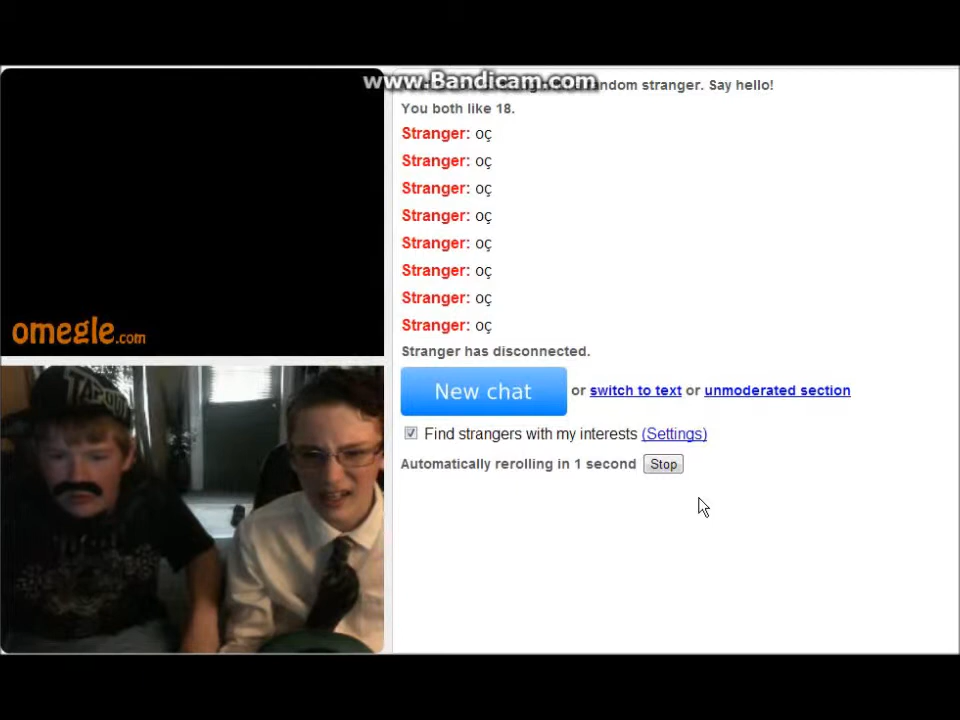 www.Bandicam.com
random stranger. Say hello!
You both like 18.
Stranger: oç
Stranger: oç
Stranger: oç
Stranger: oç
Stranger: oç
Stranger: oç
Stranger: oç
Stranger: oç
Stranger has disconnected.
New chat or switch to text or unmoderated section
Find strangers with my interests (Settings)
Automatically rerolling in 1 second Stop
omegle.com
TAPOUT